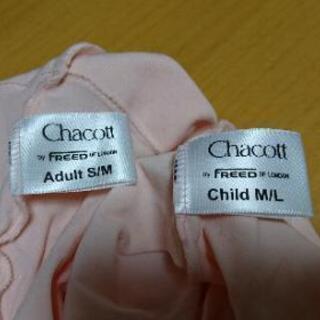 Chacott
by FREED OF LONDON
Adult S/M
Chacott
by FREED OF LONDON
Child M/L